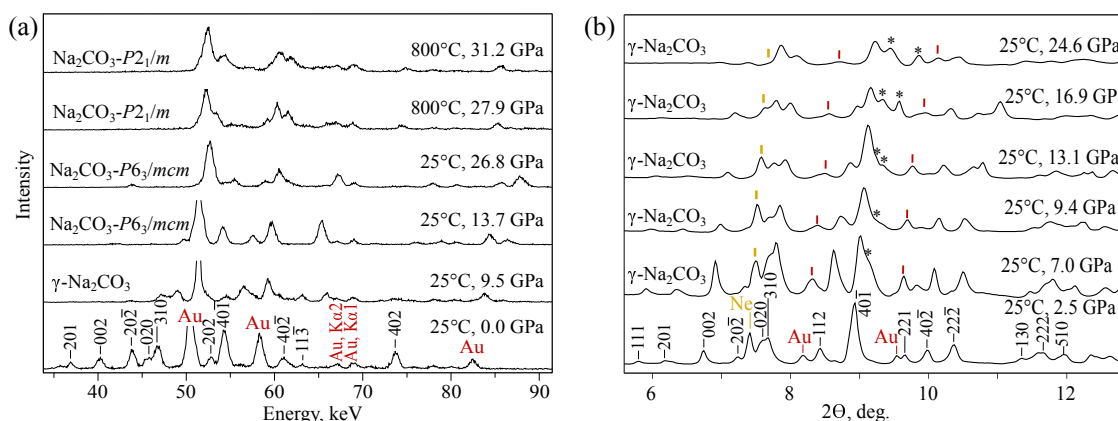 (a)
Intensity
Na₂CO₃-P2₁/m
800°C, 31.2 GPa
Na₂CO₃-P2₁/m
800°C, 27.9 GPa
Na₂CO₃-P6₃/mcm
25°C, 26.8 GPa
Na₂CO₃-P6₃/mcm
25°C, 13.7 GPa
γ-Na₂CO₃
25°C, 9.5 GPa
25°C, 0.0 GPa
201
002
202̅
020
310
Au
202
401̅
Au
4̅02
113̅
Au, Kα2
Au, Kα1
402
Au
40 50 60 70 80 90
Energy, keV
(b)
γ-Na₂CO₃
* *
25°C, 24.6 GPa
γ-Na₂CO₃
* *
25°C, 16.9 GPa
γ-Na₂CO₃
* *
25°C, 13.1 GPa
γ-Na₂CO₃
*
25°C, 9.4 GPa
γ-Na₂CO₃
*
25°C, 7.0 GPa
25°C, 2.5 GPa
111
201
002
2̅02
Ne
020
310
Au
112
401̅
Au
221
402̅
222̅
130
222
510
6 8 10 12
2Θ, deg.